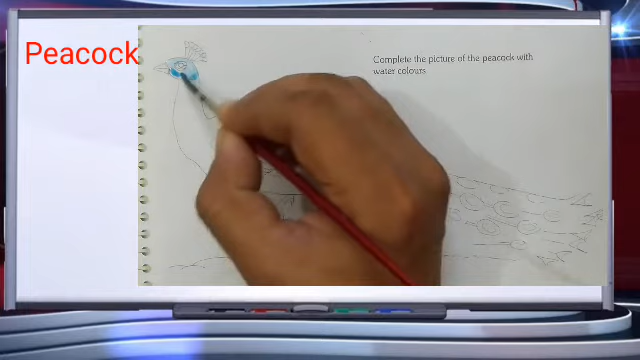 Peacock
Complete the picture of the peacock with
water colours